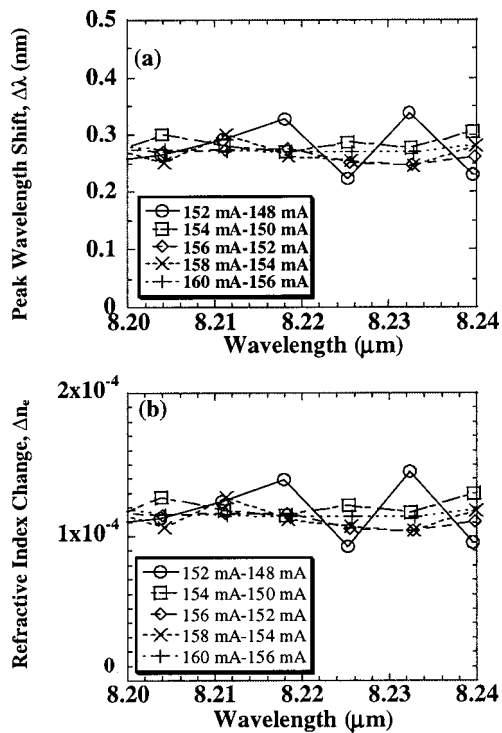 0.5
(a)
0.4
0.3
0.2
0.1
0
Peak Wavelength Shift, Δλ (nm)
152 mA-148 mA
154 mA-150 mA
156 mA-152 mA
158 mA-154 mA
160 mA-156 mA
8.20 8.21 8.22 8.23 8.24
Wavelength (μm)
2x10⁻⁴
(b)
1x10⁻⁴
0
Refractive Index Change, Δnₑ
152 mA-148 mA
154 mA-150 mA
156 mA-152 mA
158 mA-154 mA
160 mA-156 mA
8.20 8.21 8.22 8.23 8.24
Wavelength (μm)